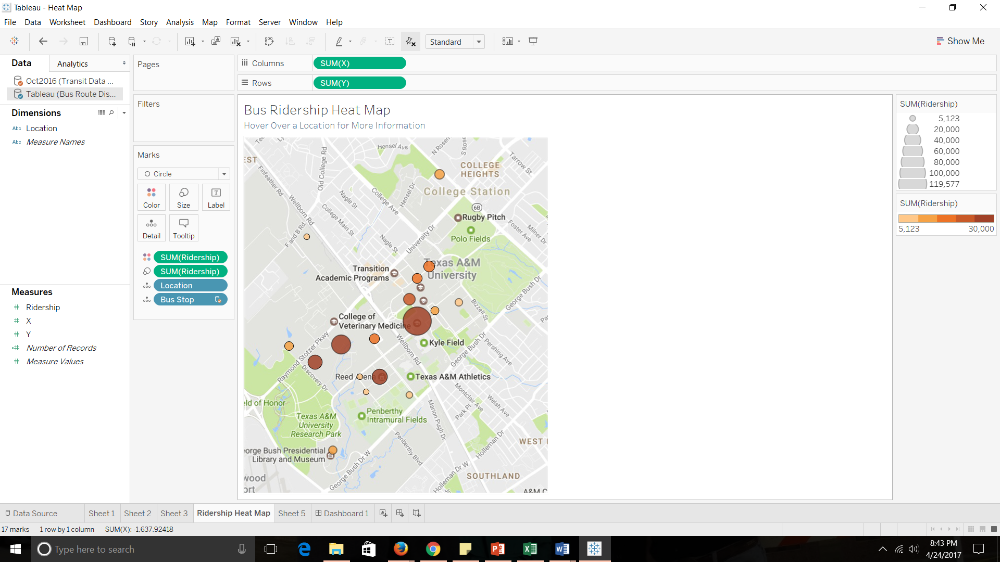 Tableau - Heat Map
File Data Worksheet Dashboard Story Analysis Map Format Server Window Help
Standard
Show Me
Data
Analytics
Oct2016 (Transit Data ...
Tableau (Bus Route Dis...
Dimensions
Abc Location
Abc Measure Names
Measures
Ridership
X
Y
Number of Records
Measure Values
Pages
Filters
Marks
Circle
Color
Size
Label
Detail
Tooltip
SUM(Ridership)
SUM(Ridership)
Location
Bus Stop
Columns
SUM(X)
Rows
SUM(Y)
Bus Ridership Heat Map
Hover Over a Location for More Information
Hensel Ave
N Rosem
S Rose
Tarrow St
EST
Finfeather Rd
Old College Rd
COLLEGE
HEIGHTS
College Station
Hensel Dr
College Ave
Nagle St
Wellborn Rd
College Main St
6B
Rugby Pitch
Foster Ave
Milner Dr
Polo Fields
F and B Rd
Nagle St
University Dr
Texas A&M
University
Transition
Academic Programs
George Bush Dr
Bizzell St
College of
Veterinary Medicine
Wellborn Rd
Kyle Field
George Bush Dr
Pershing Ave
Raymond Stotzer Pkwy
Discovery Dr
Reed Arena
Texas A&M Athletics
Montclair Ave
Welsh Ave
Park Pl
Marion Pugh Dr
ld of Honor
Penberthy
Intramural Fields
Texas A&M
University
Research Park
Penberthy Blvd
Holleman Dr
WEST
orge Bush Presidential
Library and Museum
George Bush Dr W
Holleman Dr W
SOUTHLAND
wood
ort
A&M C
SUM(Ridership)
5,123
20,000
40,000
60,000
80,000
100,000
119,577
SUM(Ridership)
5,123 30,000
Data Source
Sheet 1
Sheet 2
Sheet 3
Ridership Heat Map
Sheet 5
Dashboard 1
17 marks 1 row by 1 column SUM(X): -1,637.92418
Type here to search
8:43 PM
4/24/2017